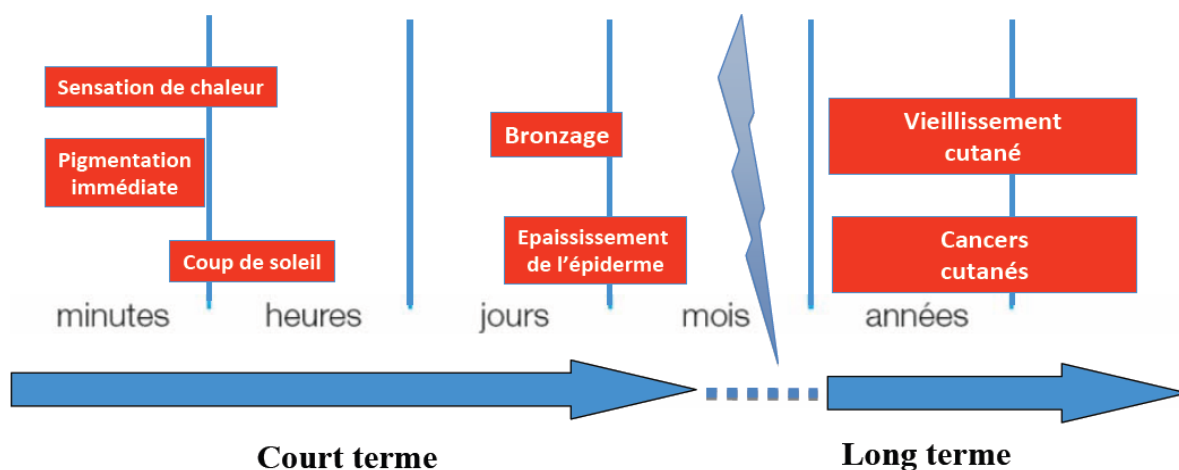 Sensation de chaleur
Pigmentation
immédiate
Coup de soleil
Bronzage
Epaississement
de l’épiderme
Vieillissement
cutané
Cancers
cutanés
minutes heures jours mois années
Court terme Long terme